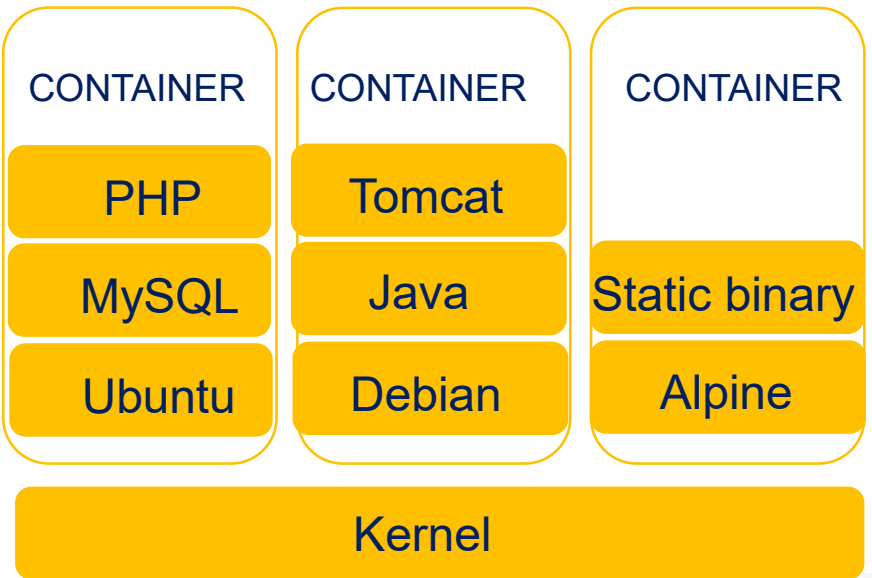 CONTAINER
PHP
MySQL
Ubuntu
CONTAINER
Tomcat
Java
Debian
CONTAINER
Static binary
Alpine
Kernel